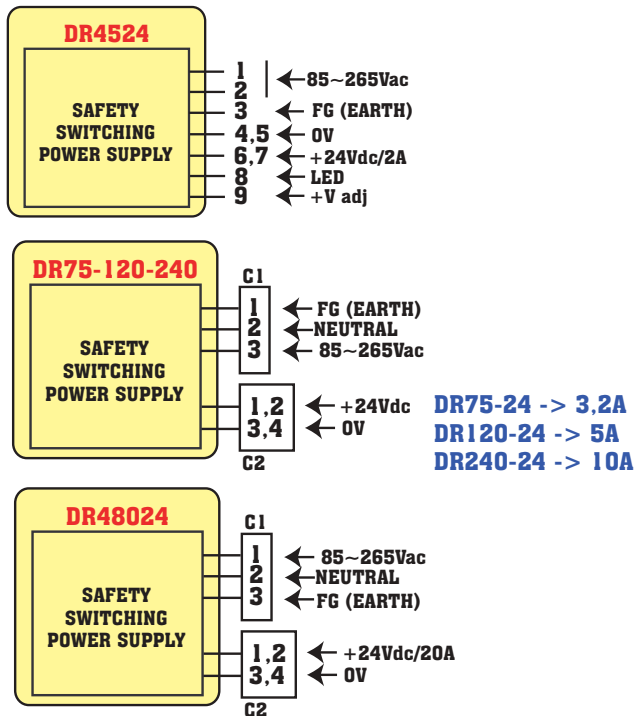 DR4524
SAFETY
SWITCHING
POWER SUPPLY
1
2
85~265Vac
3 FG (EARTH)
4,5 0V
6,7 +24Vdc/2A
8 LED
9 +V adj
DR75-120-240
SAFETY
SWITCHING
POWER SUPPLY
C1
1 FG (EARTH)
2 NEUTRAL
3 85~265Vac
1,2 +24Vdc
3,4 0V
C2
DR75-24 -> 3,2A
DR120-24 -> 5A
DR240-24 -> 10A
DR48024
SAFETY
SWITCHING
POWER SUPPLY
C1
1 85~265Vac
2 NEUTRAL
3 FG (EARTH)
1,2 +24Vdc/20A
3,4 0V
C2